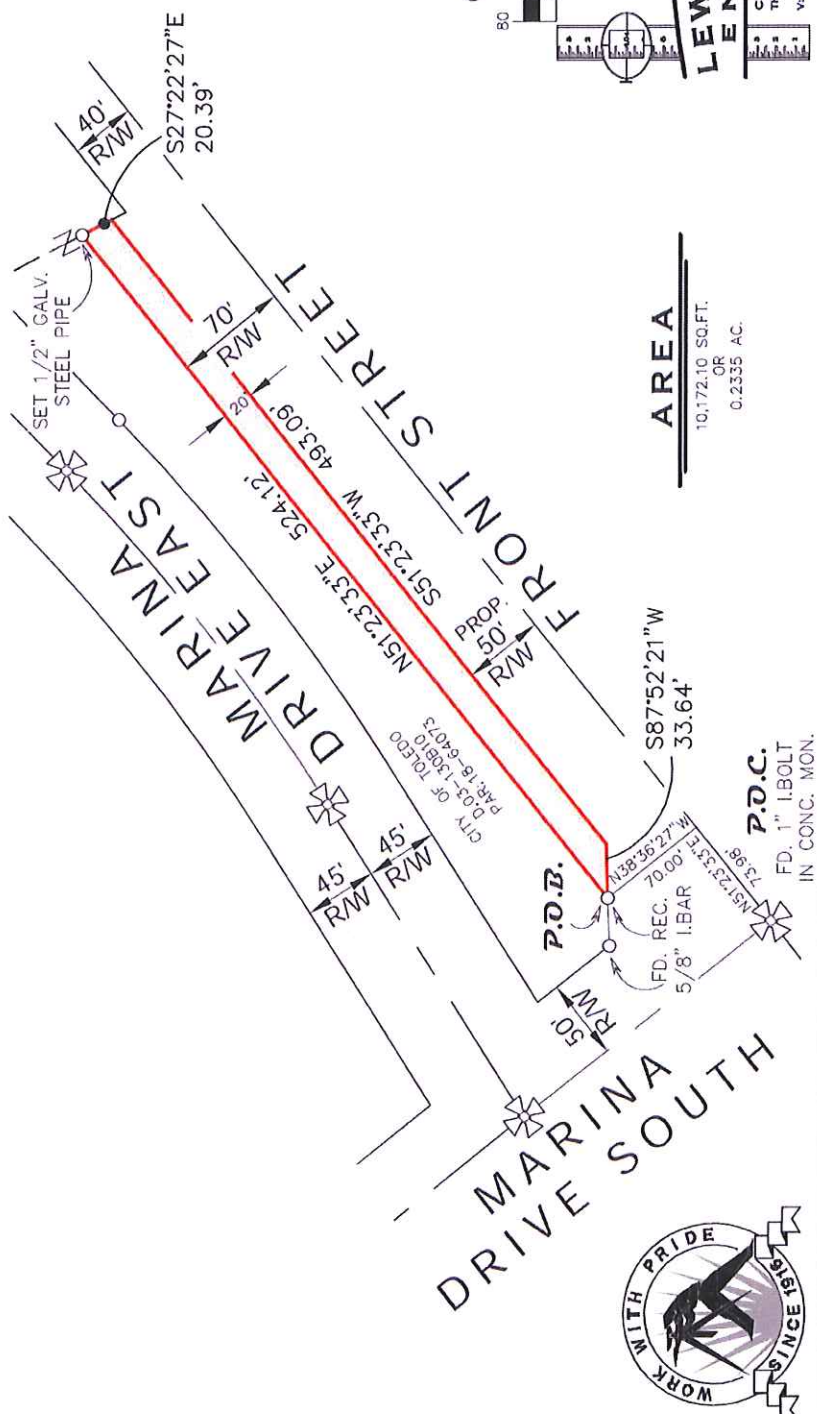 S27°22'27"E
20.39'
40'
R/W
SET 1/2" GALV.
STEEL PIPE
MARINA
DRIVE EAST
70'
R/W
20'
FRONT STREET
N51°23'33"E 524.12'
S51°23'33"W 493.09'
PROP.
50'
R/W
CITY OF TOLEDO
D.03-130B10
PAR:18-64073
45'
R/W
45'
R/W
S87°52'21"W
33.64'
P.O.B.
N38°36'27"W
70.00'
N51°23'33"E
73.98'
P.O.C.
FD. 1" I.BOLT
IN CONC. MON.
FD. REC.
5/8" I.BAR
50'
R/W
MARINA
DRIVE SOUTH
AREA
10,172.10 SQ.FT.
OR
0.2335 AC.
80
LEW
EN
WORK WITH PRIDE
SINCE 1916